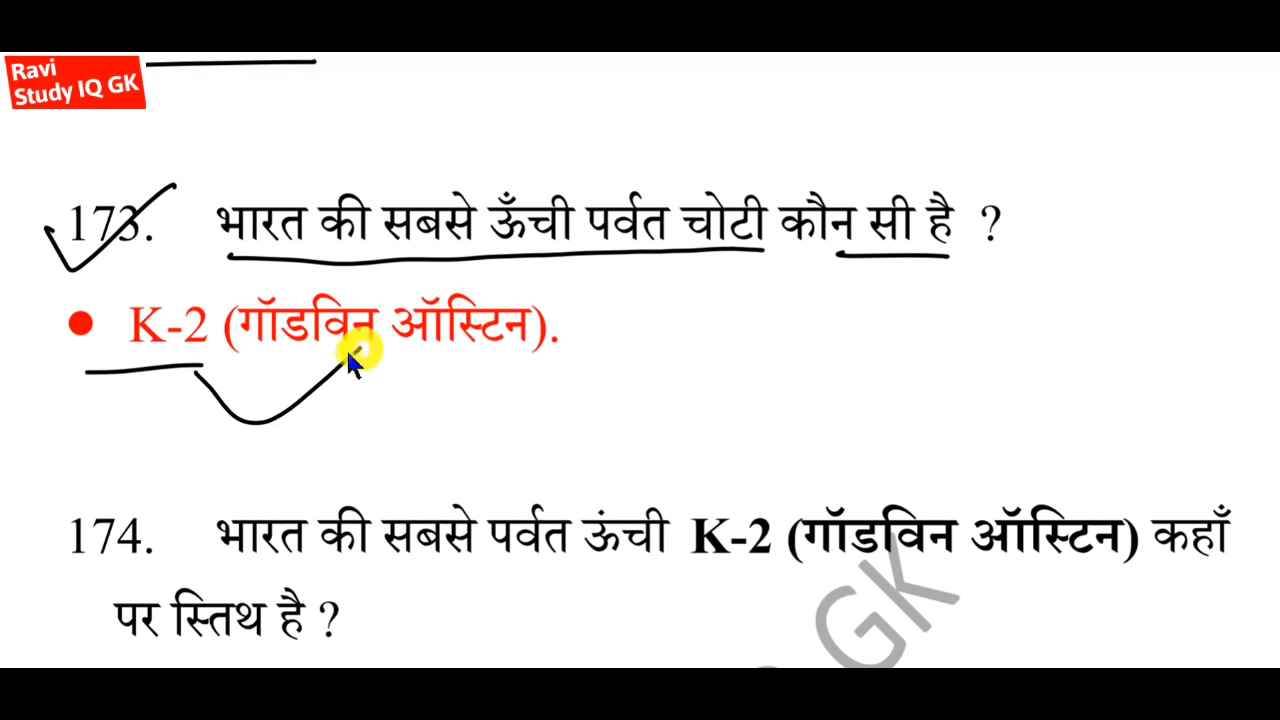 Ravi
Study IQ GK
173. भारत की सबसे ऊँची पर्वत चोटी कौन सी है ?
● K-2 (गॉडविन ऑस्टिन).
174. भारत की सबसे पर्वत ऊंची K-2 (गॉडविन ऑस्टिन) कहाँ
पर स्तिथ है ?
GK